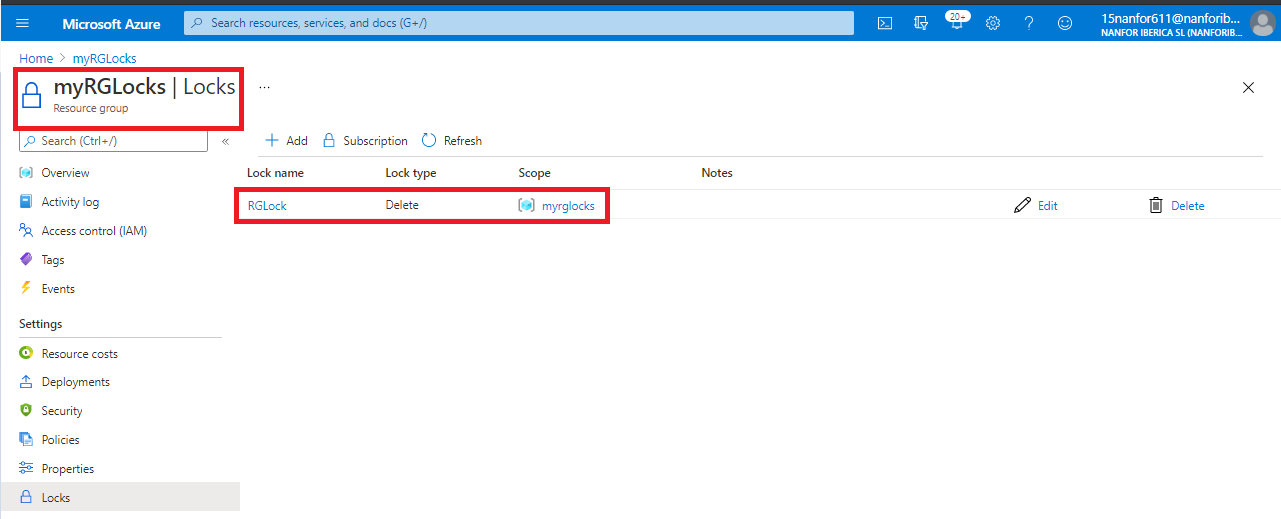 Microsoft Azure
Search resources, services, and docs (G+/)
20+
15nanfor611@nanforib...
NANFOR IBERICA SL (NANFORIB...
Home > myRGLocks
myRGLocks | Locks ...
Resource group
Search (Ctrl+/) «
Add Subscription Refresh
Lock name Lock type Scope Notes
RGLock Delete myrglocks Edit Delete
Overview
Activity log
Access control (IAM)
Tags
Events
Settings
Resource costs
Deployments
Security
Policies
Properties
Locks